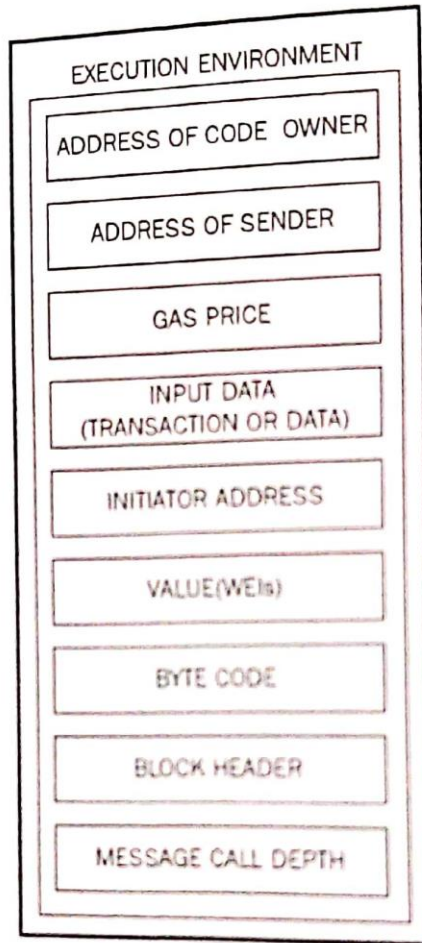 EXECUTION ENVIRONMENT
ADDRESS OF CODE OWNER
ADDRESS OF SENDER
GAS PRICE
INPUT DATA
(TRANSACTION OR DATA)
INITIATOR ADDRESS
VALUE(WEIs)
BYTE CODE
BLOCK HEADER
MESSAGE CALL DEPTH